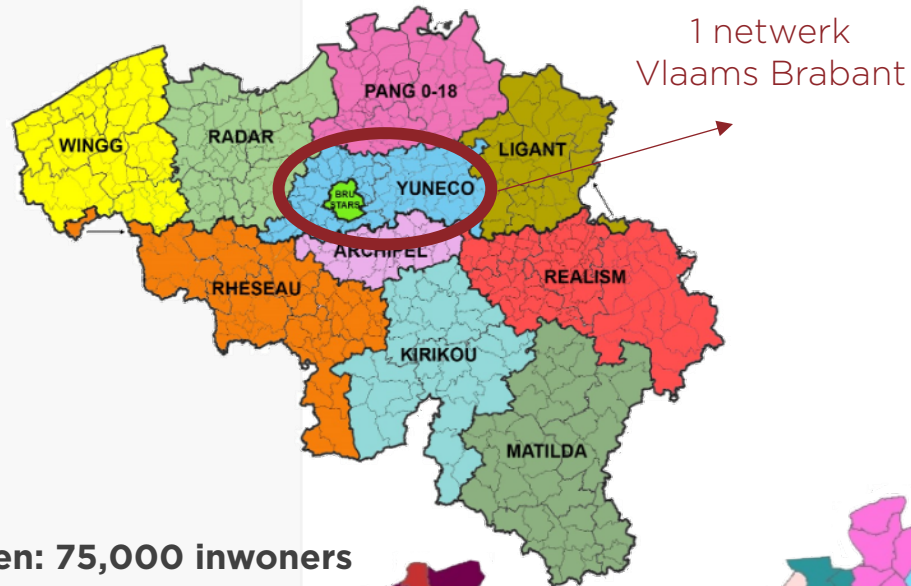 1 netwerk
Vlaams Brabant
PANG 0-18
WINGG
RADAR
LIGANT
YUNECO
BRU
STARS
ARCHIPEL
RHESEAU
REALISM
KIRIKOU
MATILDA
en: 75,000 inwoners